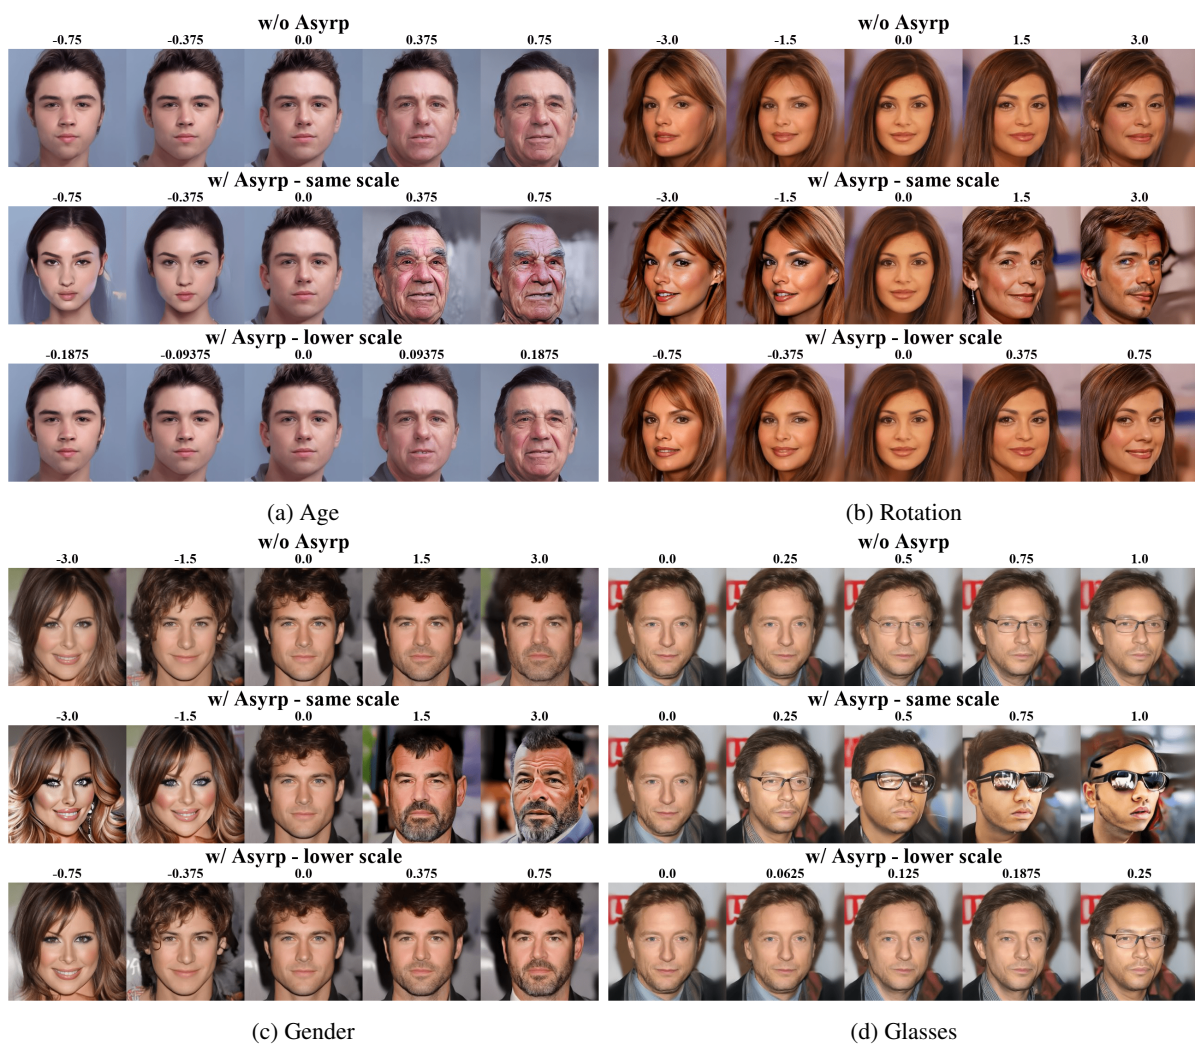 w/o Asyrp
-0.75 -0.375 0.0 0.375 0.75
w/ Asyrp - same scale
-0.75 -0.375 0.0 0.375 0.75
w/ Asyrp - lower scale
-0.1875 -0.09375 0.0 0.09375 0.1875
(a) Age
w/o Asyrp
-3.0 -1.5 0.0 1.5 3.0
w/ Asyrp - same scale
-3.0 -1.5 0.0 1.5 3.0
w/ Asyrp - lower scale
-0.75 -0.375 0.0 0.375 0.75
(b) Rotation
w/o Asyrp
-3.0 -1.5 0.0 1.5 3.0
w/ Asyrp - same scale
-3.0 -1.5 0.0 1.5 3.0
w/ Asyrp - lower scale
-0.75 -0.375 0.0 0.375 0.75
(c) Gender
w/o Asyrp
0.0 0.25 0.5 0.75 1.0
w/ Asyrp - same scale
0.0 0.25 0.5 0.75 1.0
w/ Asyrp - lower scale
0.0 0.0625 0.125 0.1875 0.25
(d) Glasses